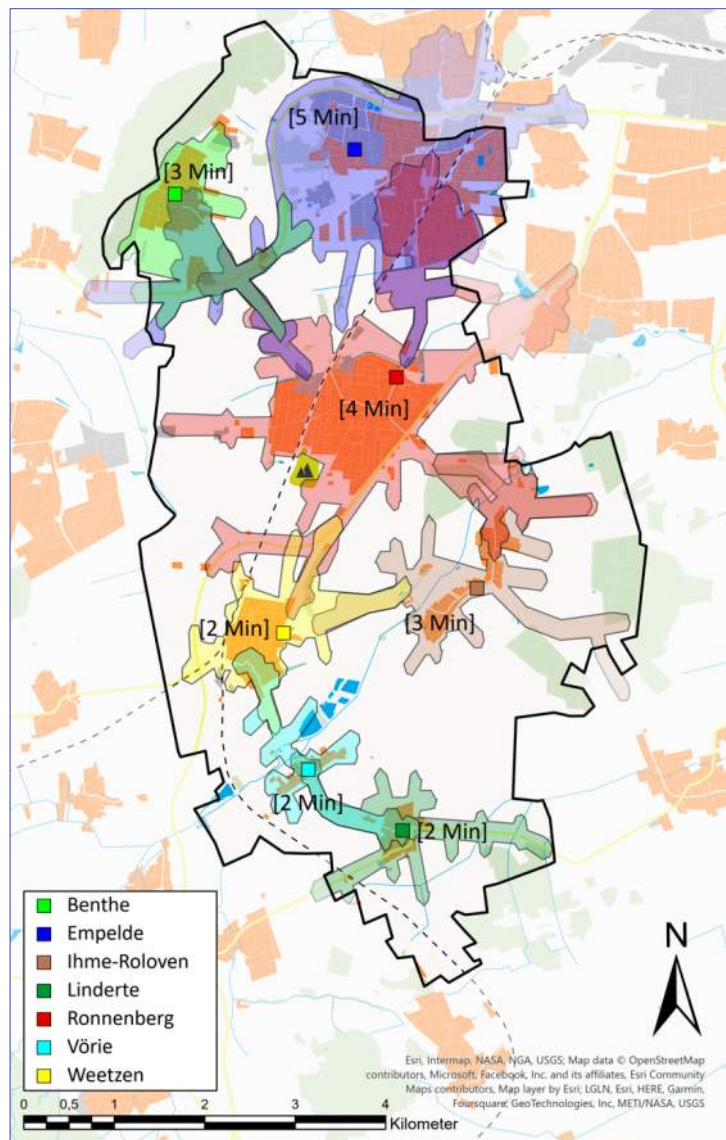 [5 Min]
[3 Min]
[4 Min]
[2 Min]
[3 Min]
[2 Min]
[2 Min]
Benthe
Empelde
Ihme-Roloven
Linderte
Ronnenberg
Vörie
Weetzen
N
Esri, Intermap, NASA, NGA, USGS; Map data © OpenStreetMap
contributors, Microsoft, Facebook, Inc. and its affiliates, Esri Community
Maps contributors, Map layer by Esri; LGLN, Esri, HERE, Garmin,
Foursquare, GeoTechnologies, Inc, METI/NASA, USGS
0 0,5 1 2 3 4
Kilometer